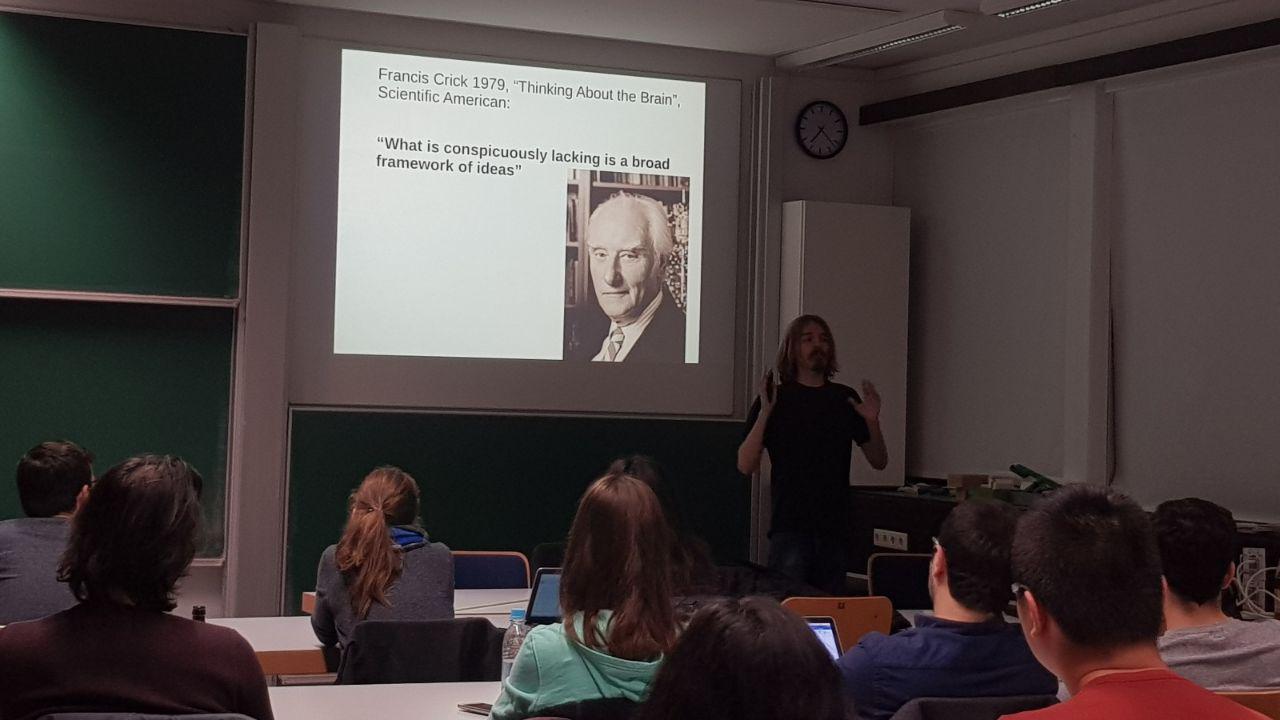 Francis Crick 1979, “Thinking About the Brain”,
Scientific American:
“What is conspicuously lacking is a broad
framework of ideas”